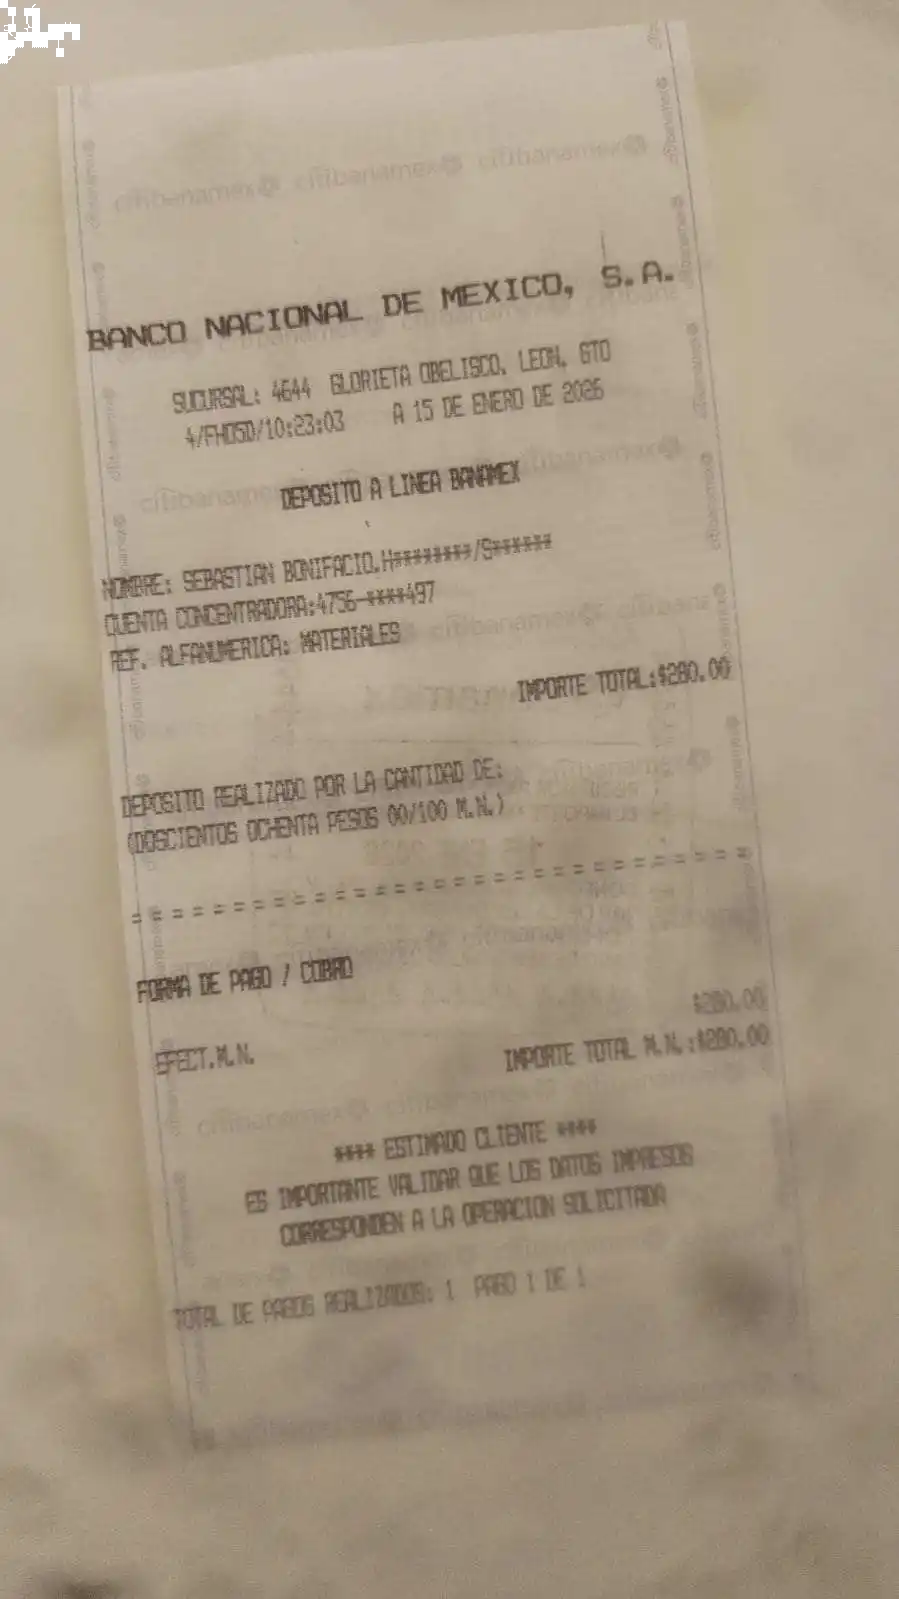 BANCO NACIONAL DE MEXICO, S.A.
SUCURSAL: 4644 GLORIETA OBELISCO, LEON, GTO
4/FHOSD/10:23:03 A 15 DE ENERO DE 2026
DEPOSITO A LINEA BANAMEX
NOMBRE: SEBASTIAN BONIFACIO,H********/S******
CUENTA CONCENTRADORA:4756-****497
REF. ALFANUMERICA: MATERIALES
IMPORTE TOTAL:$280.00
DEPOSITO REALIZADO POR LA CANTIDAD DE:
(DOSCIENTOS OCHENTA PESOS 00/100 M.N.)
= = = = = = = = = = = = = = = = = = = = = = = = = = = = = =
FORMA DE PAGO / COBRO
$280.00
EFECT.M.N.
IMPORTE TOTAL M.N.:$280.00
**** ESTIMADO CLIENTE ****
ES IMPORTANTE VALIDAR QUE LOS DATOS IMPRESOS
CORRESPONDEN A LA OPERACION SOLICITADA
TOTAL DE PAGOS REALIZADOS: 1 PAGO 1 DE 1
citibanamex citibanamex citibanamex